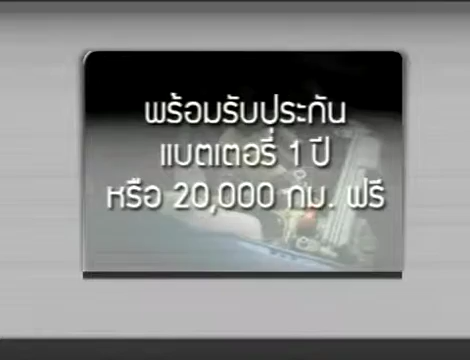 พร้อมรับประกัน
แบตเตอรี่ 1 ปี
หรือ 20,000 กม. ฟรี